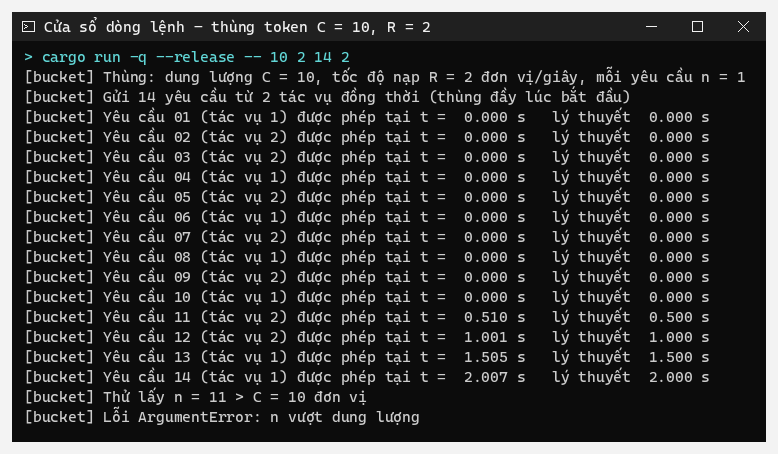 Cửa sổ dòng lệnh – thùng token C = 10, R = 2
> cargo run -q --release -- 10 2 14 2
[bucket] Thùng: dung lượng C = 10, tốc độ nạp R = 2 đơn vị/giây, mỗi yêu cầu n = 1
[bucket] Gửi 14 yêu cầu từ 2 tác vụ đồng thời (thùng đầy lúc bắt đầu)
[bucket] Yêu cầu 01 (tác vụ 1) được phép tại t =  0.000 s   lý thuyết  0.000 s
[bucket] Yêu cầu 02 (tác vụ 2) được phép tại t =  0.000 s   lý thuyết  0.000 s
[bucket] Yêu cầu 03 (tác vụ 2) được phép tại t =  0.000 s   lý thuyết  0.000 s
[bucket] Yêu cầu 04 (tác vụ 1) được phép tại t =  0.000 s   lý thuyết  0.000 s
[bucket] Yêu cầu 05 (tác vụ 2) được phép tại t =  0.000 s   lý thuyết  0.000 s
[bucket] Yêu cầu 06 (tác vụ 1) được phép tại t =  0.000 s   lý thuyết  0.000 s
[bucket] Yêu cầu 07 (tác vụ 2) được phép tại t =  0.000 s   lý thuyết  0.000 s
[bucket] Yêu cầu 08 (tác vụ 1) được phép tại t =  0.000 s   lý thuyết  0.000 s
[bucket] Yêu cầu 09 (tác vụ 2) được phép tại t =  0.000 s   lý thuyết  0.000 s
[bucket] Yêu cầu 10 (tác vụ 1) được phép tại t =  0.000 s   lý thuyết  0.000 s
[bucket] Yêu cầu 11 (tác vụ 2) được phép tại t =  0.510 s   lý thuyết  0.500 s
[bucket] Yêu cầu 12 (tác vụ 2) được phép tại t =  1.001 s   lý thuyết  1.000 s
[bucket] Yêu cầu 13 (tác vụ 1) được phép tại t =  1.505 s   lý thuyết  1.500 s
[bucket] Yêu cầu 14 (tác vụ 1) được phép tại t =  2.007 s   lý thuyết  2.000 s
[bucket] Thử lấy n = 11 > C = 10 đơn vị
[bucket] Lỗi ArgumentError: n vượt dung lượng